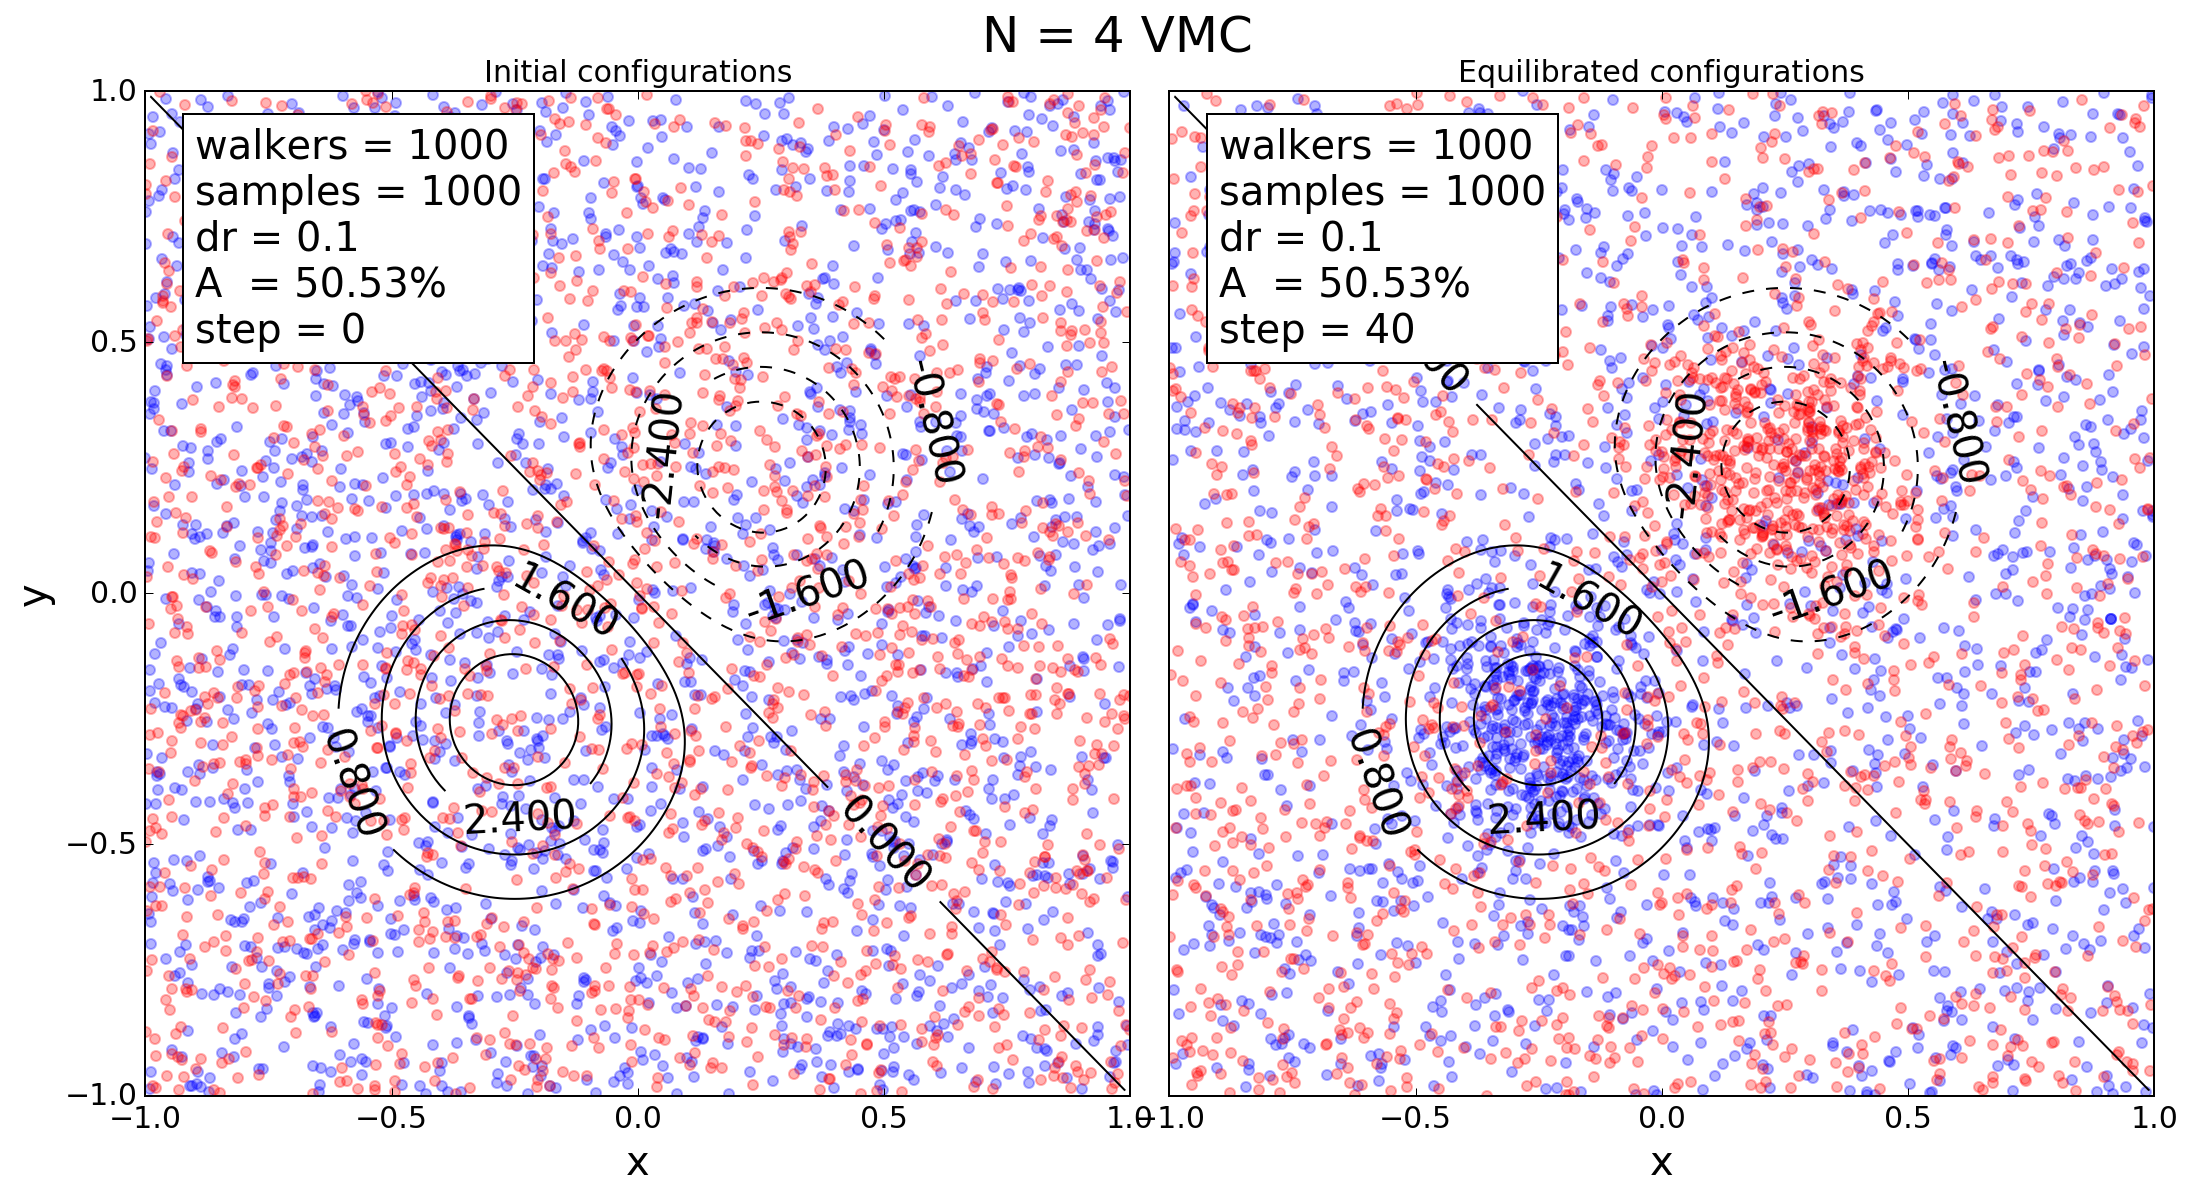 N = 4 VMC
Initial configurations
walkers = 1000
samples = 1000
dr = 0.1
A = 50.53%
step = 0
-0.800
-2.400
-1.600
1.600
0.800
2.400
0.000
1.0
0.5
0.0
−0.5
−1.0
y
−1.0
−0.5
0.0
0.5
1.0
x
Equilibrated configurations
walkers = 1000
samples = 1000
dr = 0.1
A = 50.53%
step = 40
-0.800
-2.400
-1.600
1.600
0.800
2.400
−1.0
−0.5
0.0
0.5
1.0
x